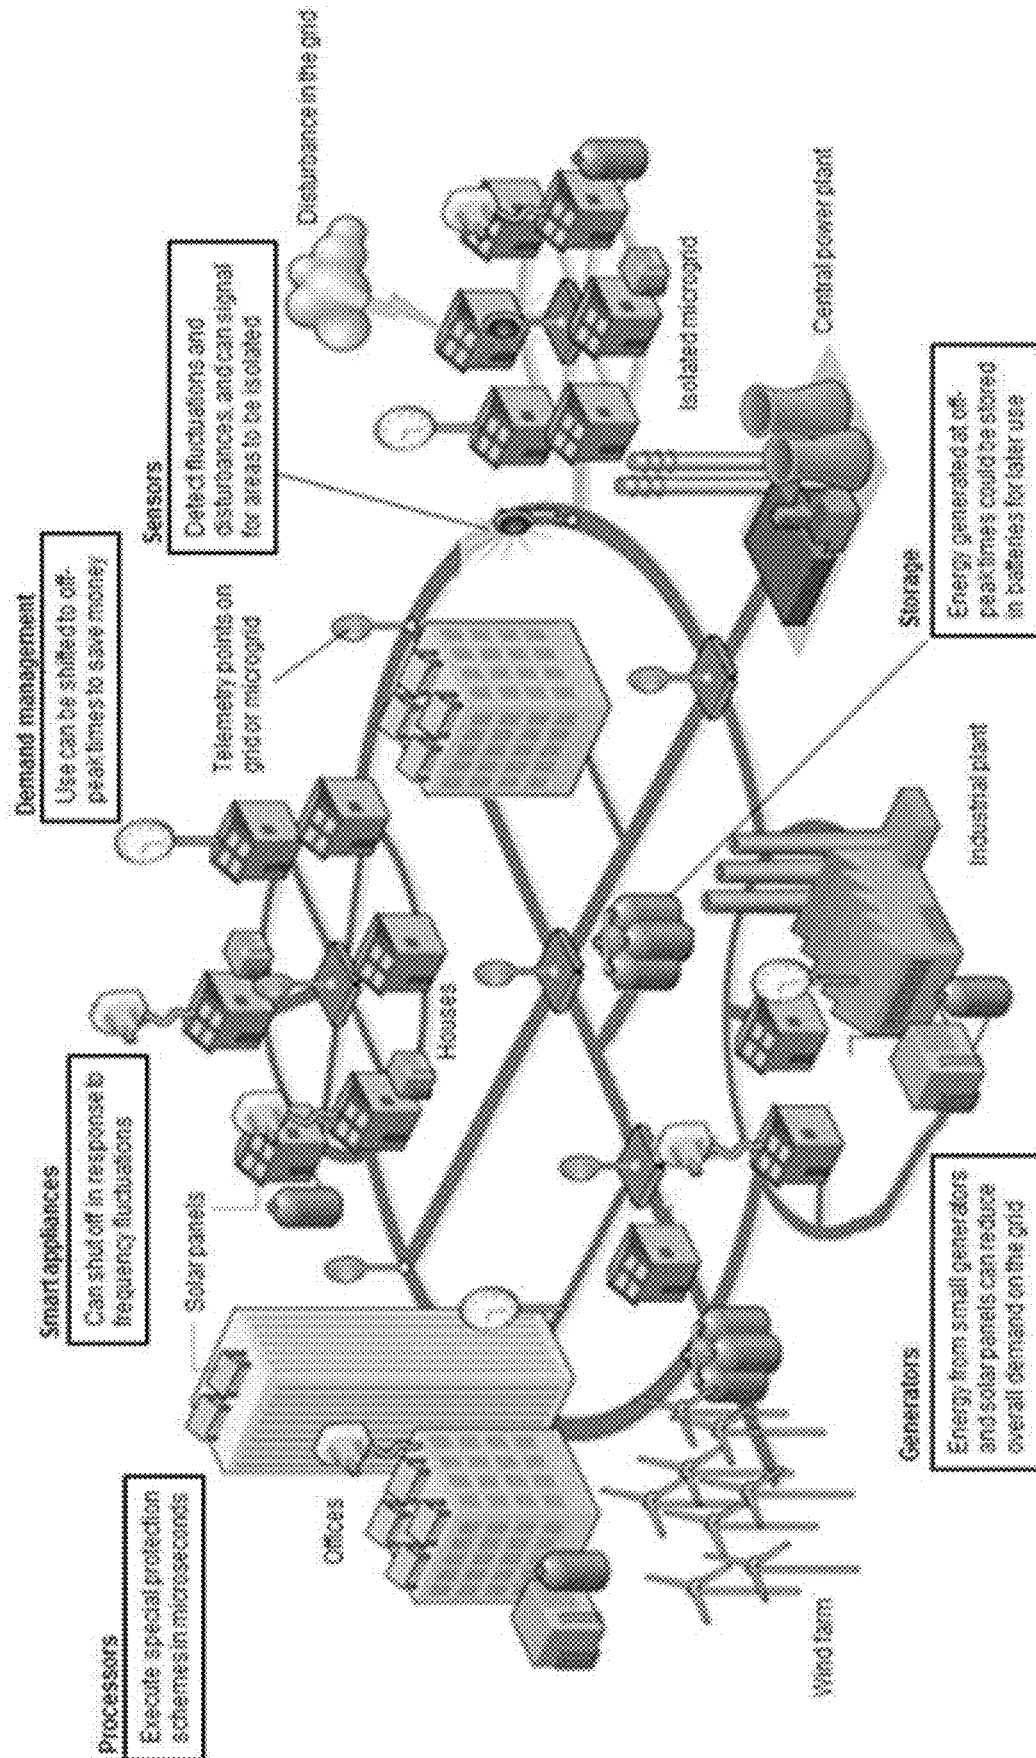 Processors
Execute special protection
schemes in microseconds
Smart appliances
Can shut off in response to
frequency fluctuations
Demand management
Use can be shifted to off-
peak times to save money
Sensors
Detect fluctuations and
disturbances, and can signal
for areas to be isolated
Disturbance in the grid
Solar panels
Telemetry points on
grid or microgrid
Offices
Houses
Isolated microgrid
Central power plant
Wind farm
Industrial plant
Generators
Energy from small generators
and solar panels can reduce
overall demand on the grid
Storage
Energy generated at off-
peak times could be stored
in batteries for later use